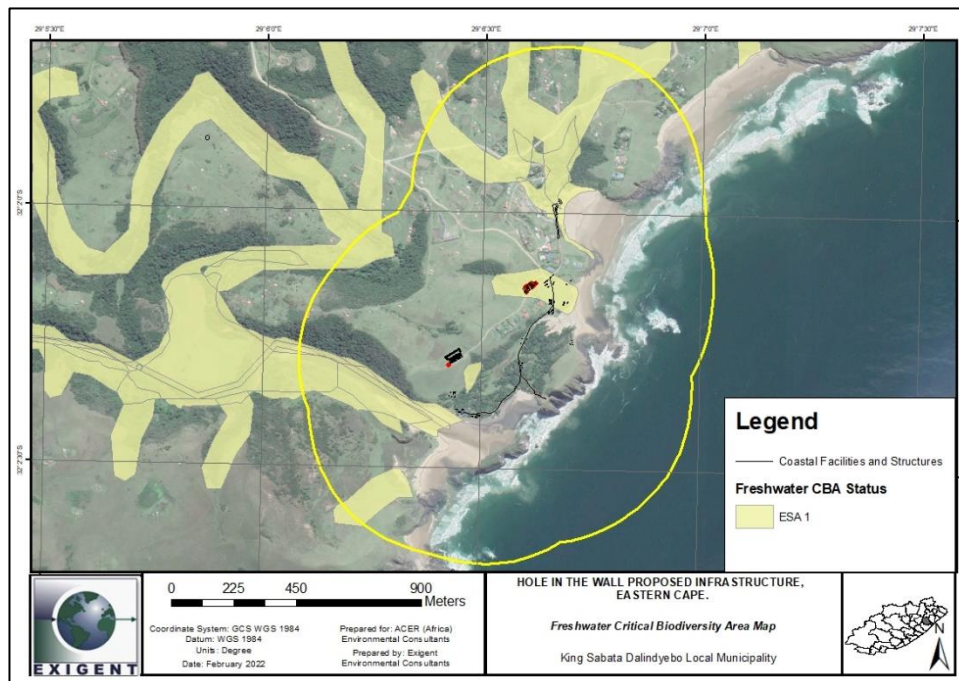 29°5'30"E
29°6'0"E
29°6'30"E
29°7'0"E
29°7'30"E
32°2'0"S
32°2'30"S
Legend
Coastal Facilities and Structures
Freshwater CBA Status
ESA 1
EXIGENT
0 225 450 900
Meters
Coordinate System: GCS WGS 1984
Datum: WGS 1984
Units: Degree
Date: February 2022
Prepared for: ACER (Africa)
Environmental Consultants
Prepared by: Exigent
Environmental Consultants
HOLE IN THE WALL PROPOSED INFRASTRUCTURE,
EASTERN CAPE.
Freshwater Critical Biodiversity Area Map
King Sabata Dalindyebo Local Municipality
N